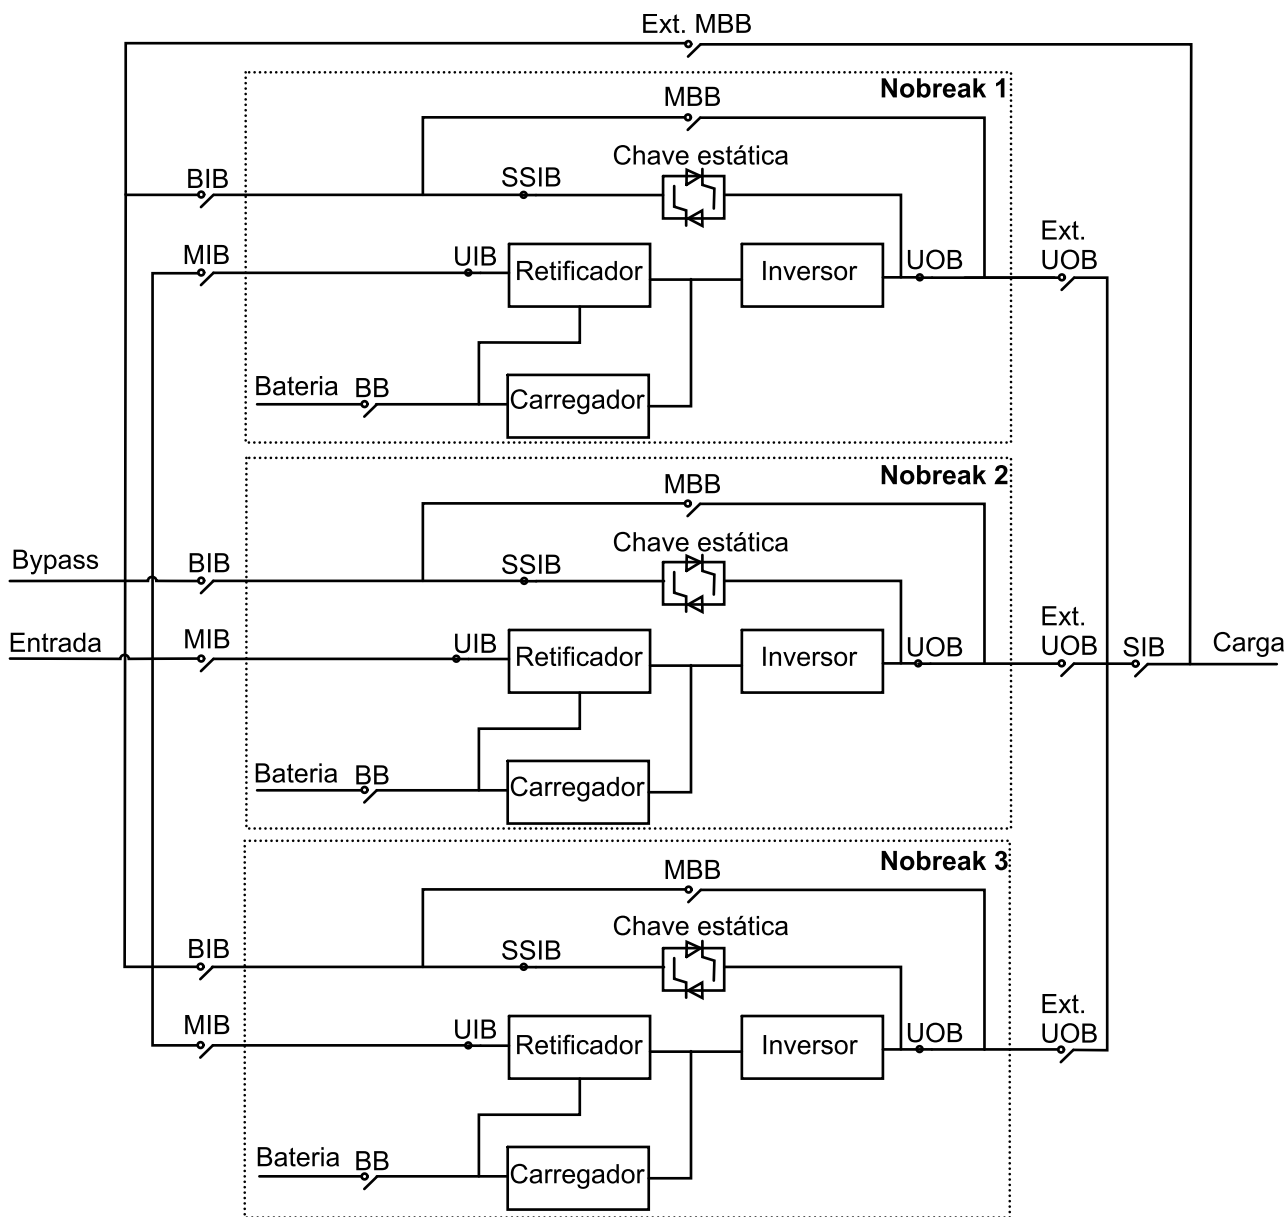 Ext. MBB
Nobreak 1
MBB
Chave estática
BIB
SSIB
MIB
UIB
Retificador
Inversor
UOB
Ext.
UOB
Bateria
BB
Carregador
Nobreak 2
MBB
Chave estática
Bypass
BIB
SSIB
Entrada
MIB
UIB
Retificador
Inversor
UOB
Ext.
UOB
SIB
Carga
Bateria
BB
Carregador
Nobreak 3
MBB
Chave estática
BIB
SSIB
MIB
UIB
Retificador
Inversor
UOB
Ext.
UOB
Bateria
BB
Carregador